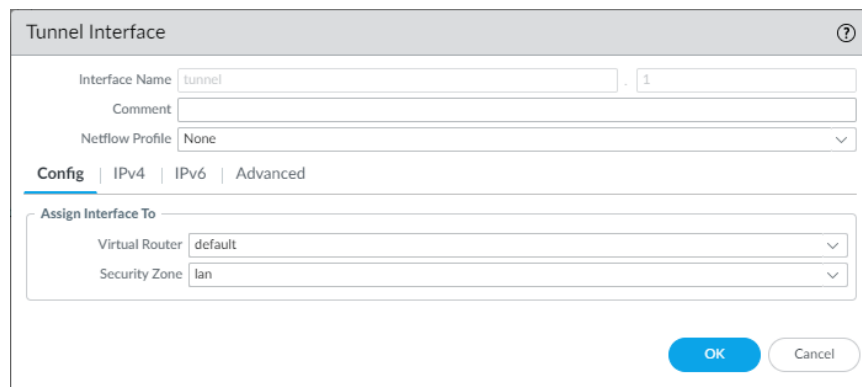 Tunnel Interface ?
Interface Name tunnel . 1
Comment
Netflow Profile None
Config | IPv4 | IPv6 | Advanced
Assign Interface To
Virtual Router default
Security Zone lan
OK Cancel